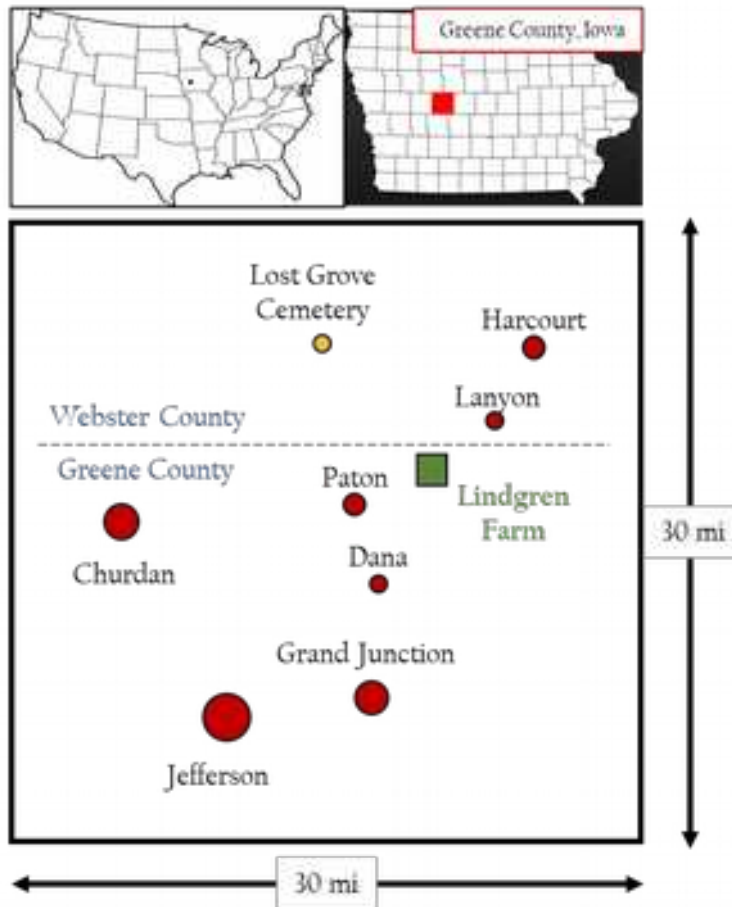 Greene County, Iowa
Lost Grove
Cemetery
Harcourt
Lanyon
Webster County
Greene County
Paton
Lindgren
Farm
Churdan
Dana
Grand Junction
Jefferson
30 mi
30 mi